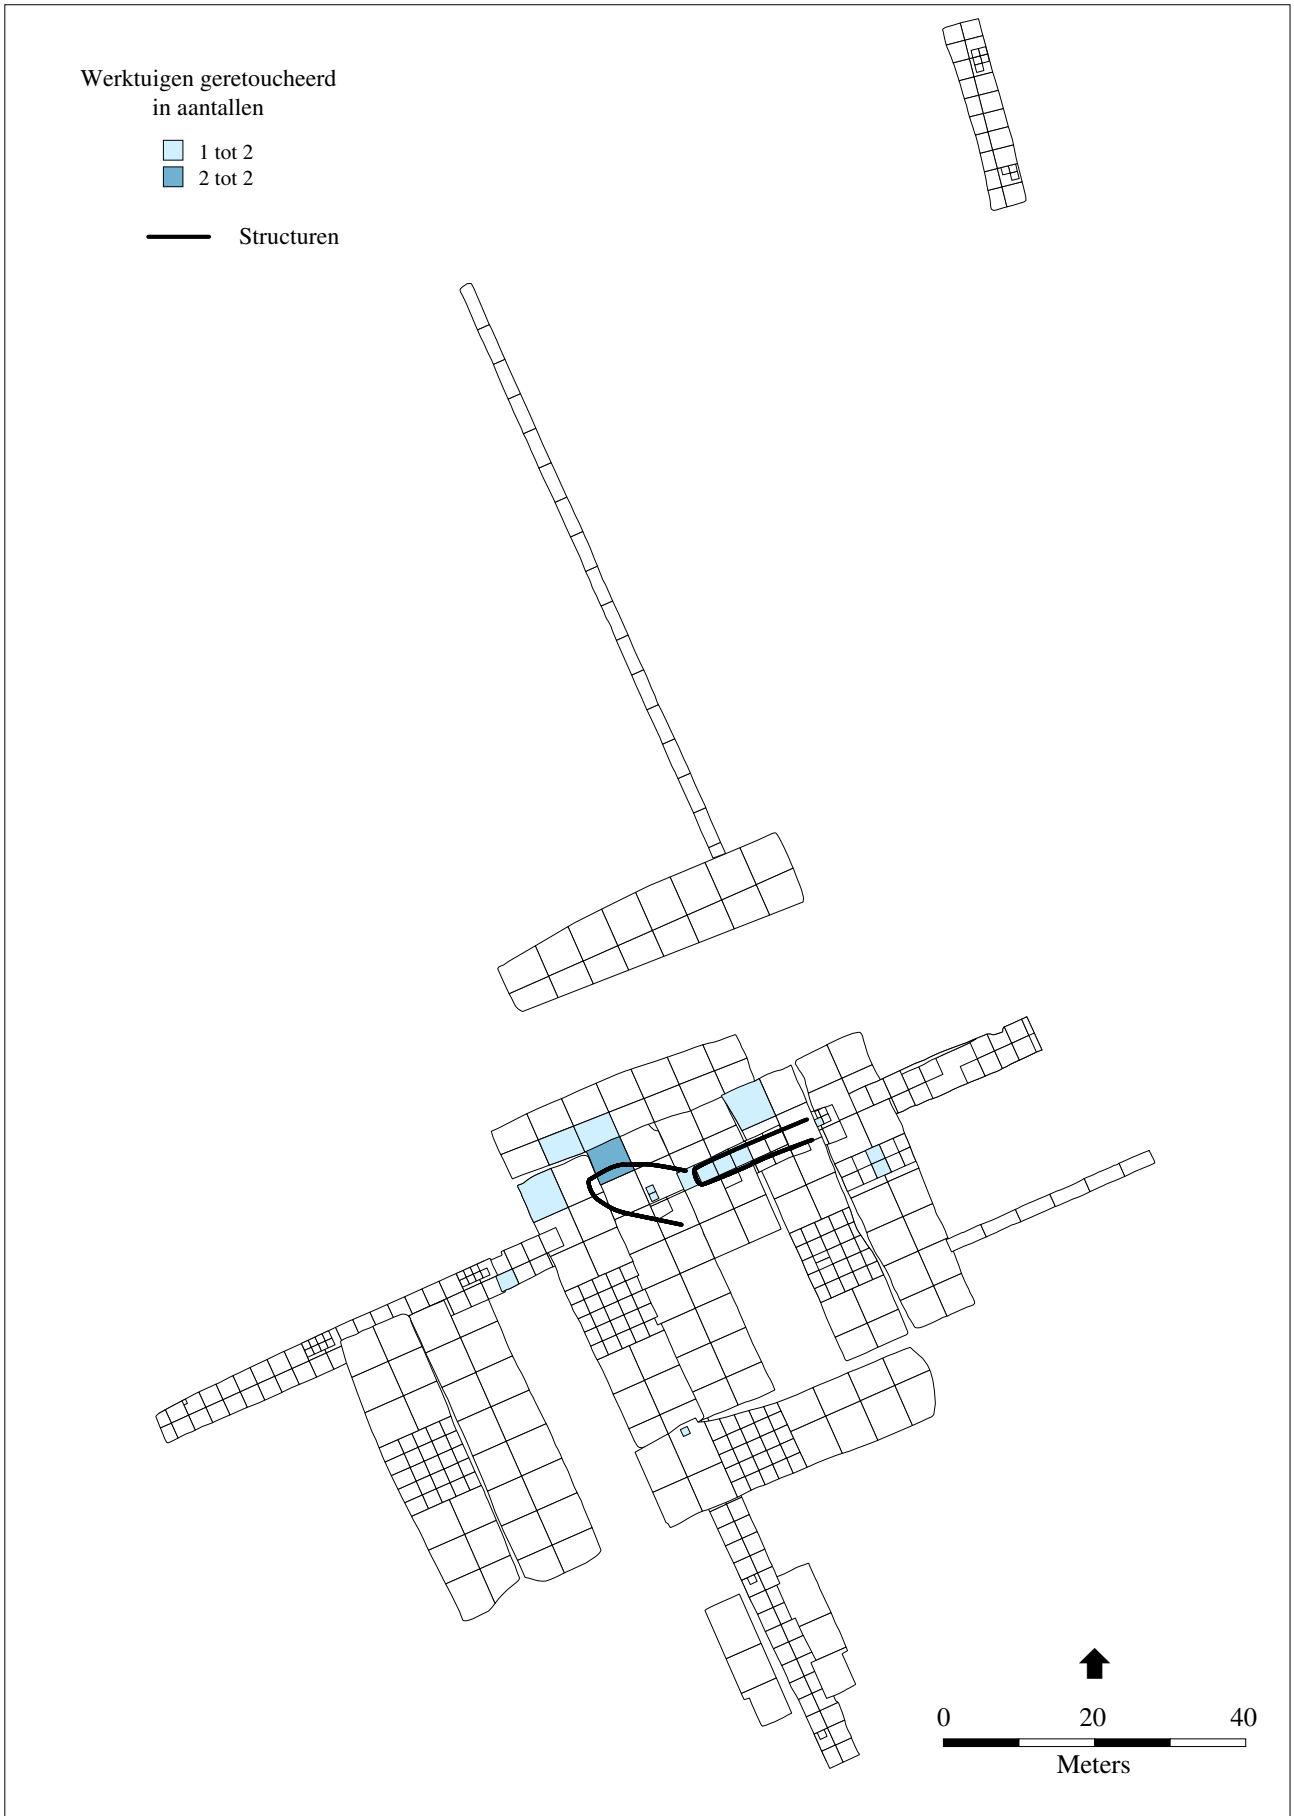 Werktuigen geretoucheerd
in aantallen
1 tot 2
2 tot 2
Structuren
0 20 40
Meters